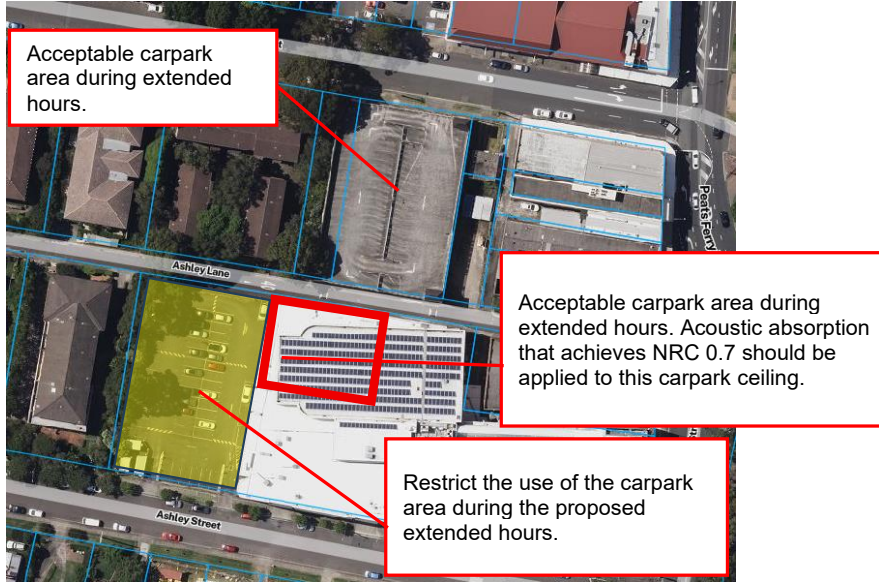 Acceptable carpark
area during extended
hours.
Peats Ferry
Ashley Lane
Acceptable carpark area during
extended hours. Acoustic absorption
that achieves NRC 0.7 should be
applied to this carpark ceiling.
Restrict the use of the carpark
area during the proposed
extended hours.
Ashley Street